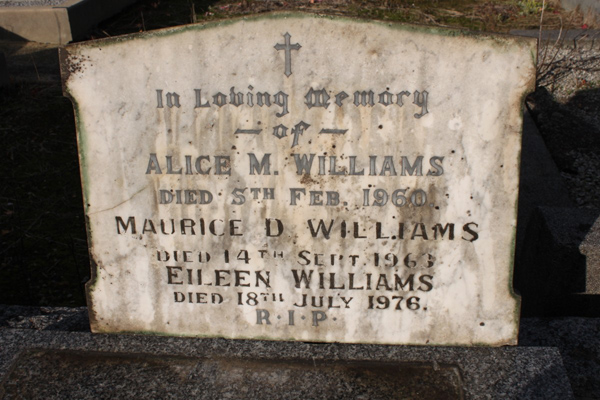 In Loving Memory
of
ALICE M. WILLIAMS
DIED 5TH FEB. 1960.
MAURICE D. WILLIAMS
DIED 14TH SEPT. 1963
EILEEN WILLIAMS
DIED 18TH JULY 1976.
R.I.P.